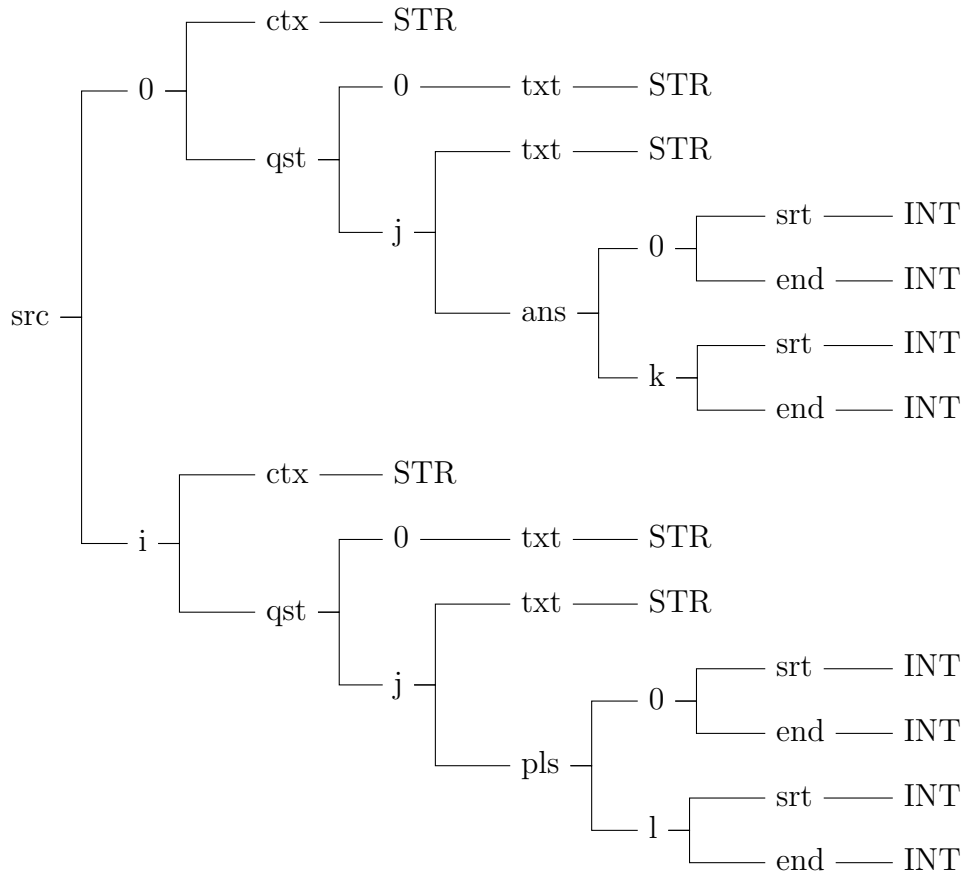 ctx STR
0 txt STR
0
txt STR
qst
srt INT
j
0
end INT
ans
src
srt INT
k
end INT
ctx STR
0 txt STR
i
txt STR
qst
srt INT
j
0
end INT
pls
srt INT
l
end INT